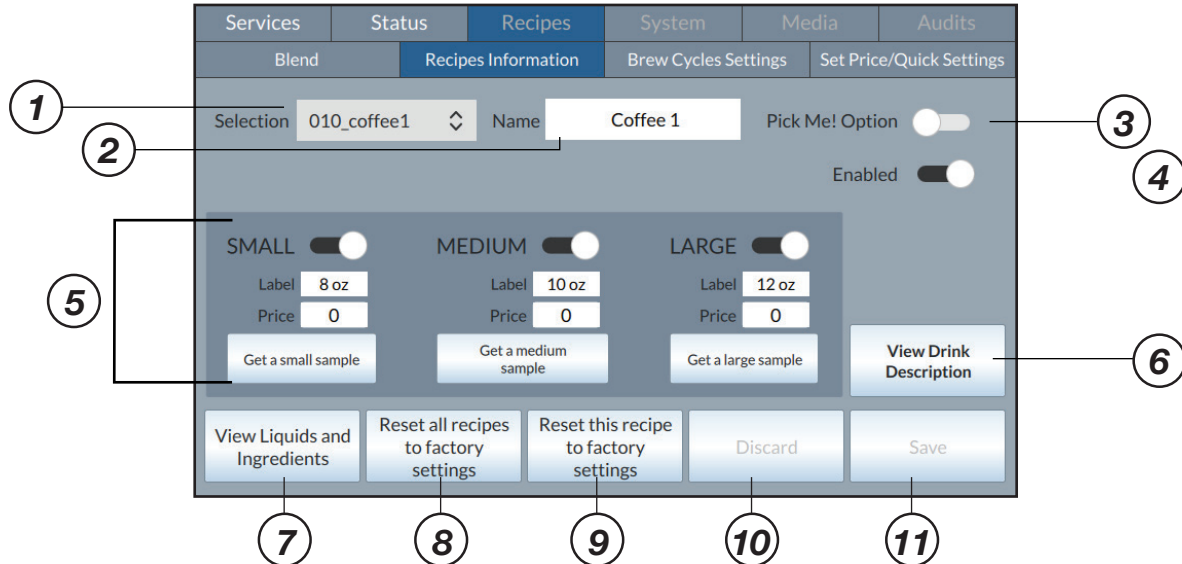 Services Status Recipes System Media Audits
Blend Recipes Information Brew Cycles Settings Set Price/Quick Settings
1
Selection 010_coffee1 Name Coffee 1 Pick Me! Option
3
2
Enabled
4
SMALL MEDIUM LARGE
Label 8 oz Label 10 oz Label 12 oz
5
Price 0 Price 0 Price 0
Get a small sample
Get a medium
sample
Get a large sample
View Drink
Description
6
View Liquids and
Ingredients
Reset all recipes
to factory
settings
Reset this recipe
to factory
settings
Discard
Save
7 8 9 10 11